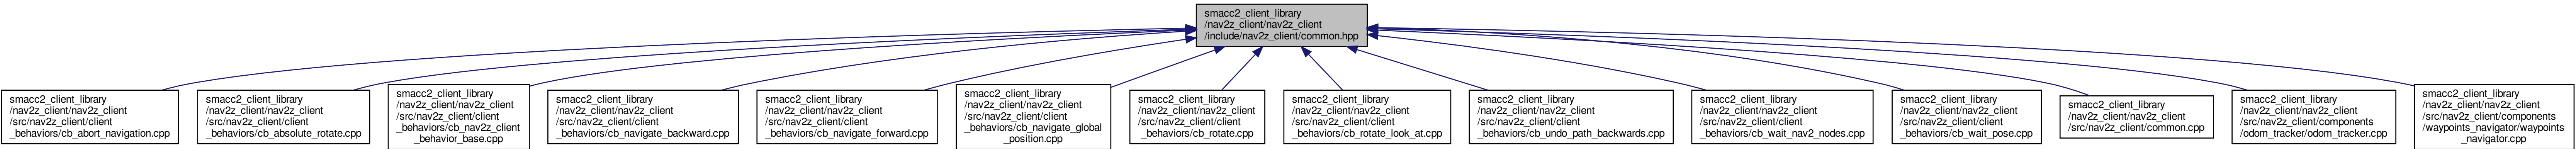 smacc2_client_library
/nav2z_client/nav2z_client
/include/nav2z_client/common.hpp
smacc2_client_library
/nav2z_client/nav2z_client
/src/nav2z_client/client
_behaviors/cb_abort_navigation.cpp
smacc2_client_library
/nav2z_client/nav2z_client
/src/nav2z_client/client
_behaviors/cb_absolute_rotate.cpp
smacc2_client_library
/nav2z_client/nav2z_client
/src/nav2z_client/client
_behaviors/cb_nav2z_client
_behavior_base.cpp
smacc2_client_library
/nav2z_client/nav2z_client
/src/nav2z_client/client
_behaviors/cb_navigate_backward.cpp
smacc2_client_library
/nav2z_client/nav2z_client
/src/nav2z_client/client
_behaviors/cb_navigate_forward.cpp
smacc2_client_library
/nav2z_client/nav2z_client
/src/nav2z_client/client
_behaviors/cb_navigate_global
_position.cpp
smacc2_client_library
/nav2z_client/nav2z_client
/src/nav2z_client/client
_behaviors/cb_rotate.cpp
smacc2_client_library
/nav2z_client/nav2z_client
/src/nav2z_client/client
_behaviors/cb_rotate_look_at.cpp
smacc2_client_library
/nav2z_client/nav2z_client
/src/nav2z_client/client
_behaviors/cb_undo_path_backwards.cpp
smacc2_client_library
/nav2z_client/nav2z_client
/src/nav2z_client/client
_behaviors/cb_wait_nav2_nodes.cpp
smacc2_client_library
/nav2z_client/nav2z_client
/src/nav2z_client/client
_behaviors/cb_wait_pose.cpp
smacc2_client_library
/nav2z_client/nav2z_client
/src/nav2z_client/common.cpp
smacc2_client_library
/nav2z_client/nav2z_client
/src/nav2z_client/components
/odom_tracker/odom_tracker.cpp
smacc2_client_library
/nav2z_client/nav2z_client
/src/nav2z_client/components
/waypoints_navigator/waypoints
_navigator.cpp